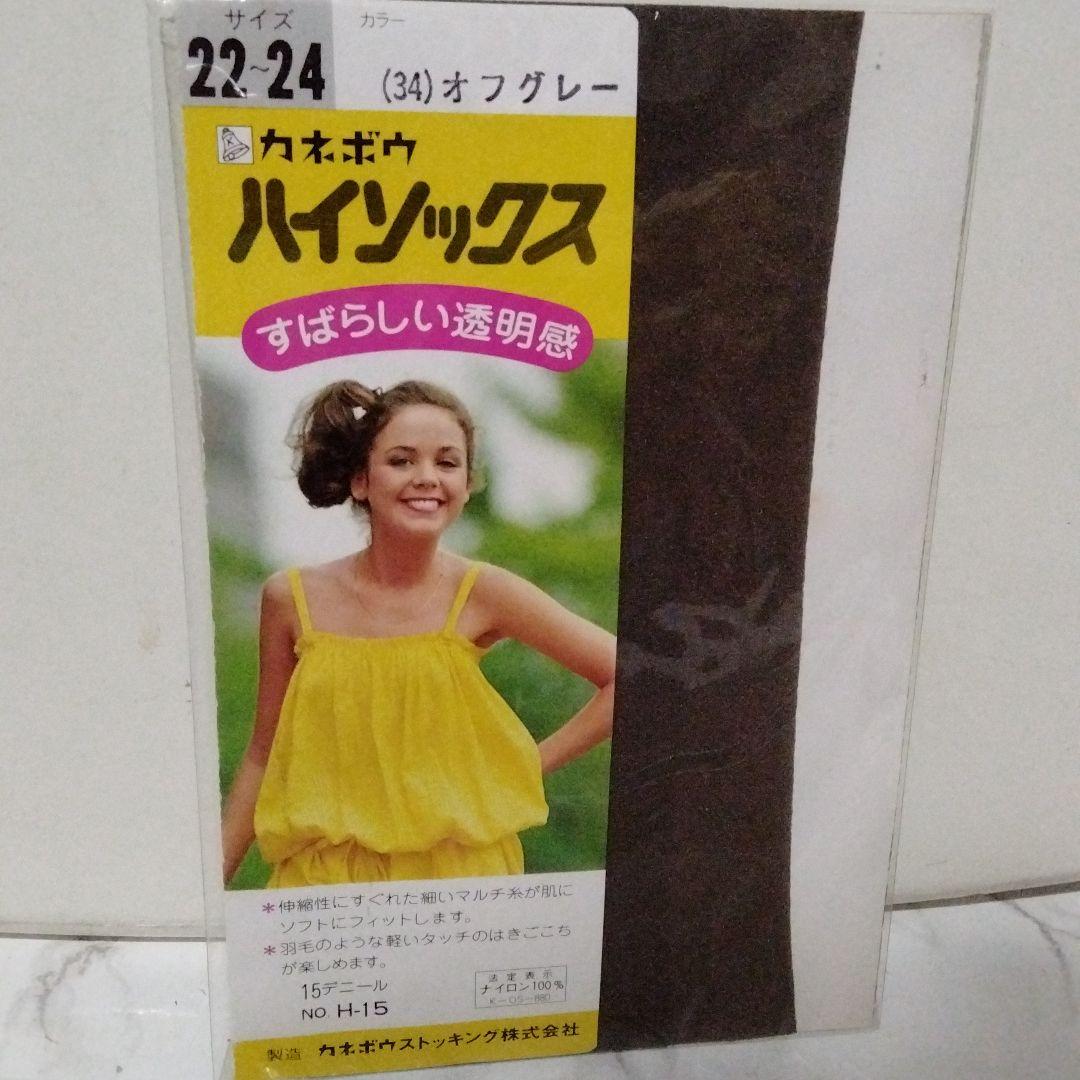 サイズ
22~24
カラー
(34)オフグレー
K
カネボウ
ハイソックス
すばらしい透明感
*伸縮性にすぐれた細いマルチ糸が肌に
ソフトにフィットします。
*羽毛のような軽いタッチのはきごこち
が楽しめます。
15デニール
NO. H-15
法定表示
ナイロン100%
K-OS-880
製造 カネボウストッキング株式会社